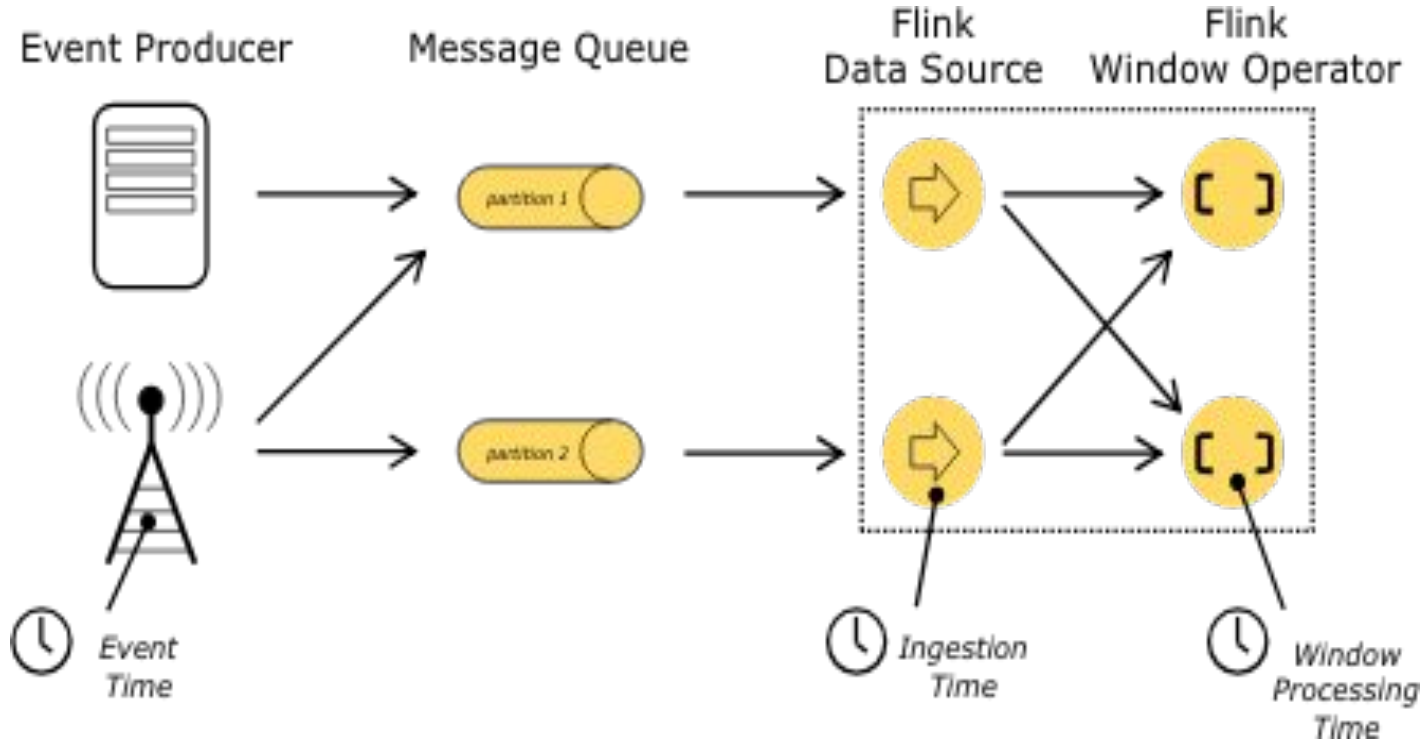 Event Producer
Message Queue
Flink
Data Source
Flink
Window Operator
partition 1
partition 2
Event
Time
Ingestion
Time
Window
Processing
Time